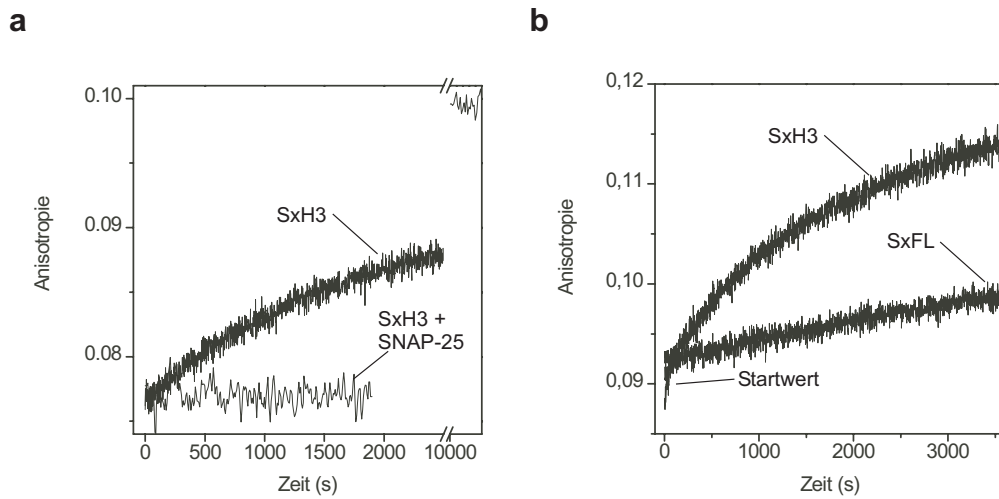 a
0.10
0.09
0.08
Anisotropie
SxH3
SxH3 +
SNAP-25
0 500 1000 1500 2000 10000
Zeit (s)
b
0,12
0,11
0,10
0,09
Anisotropie
SxH3
SxFL
Startwert
0 1000 2000 3000
Zeit (s)